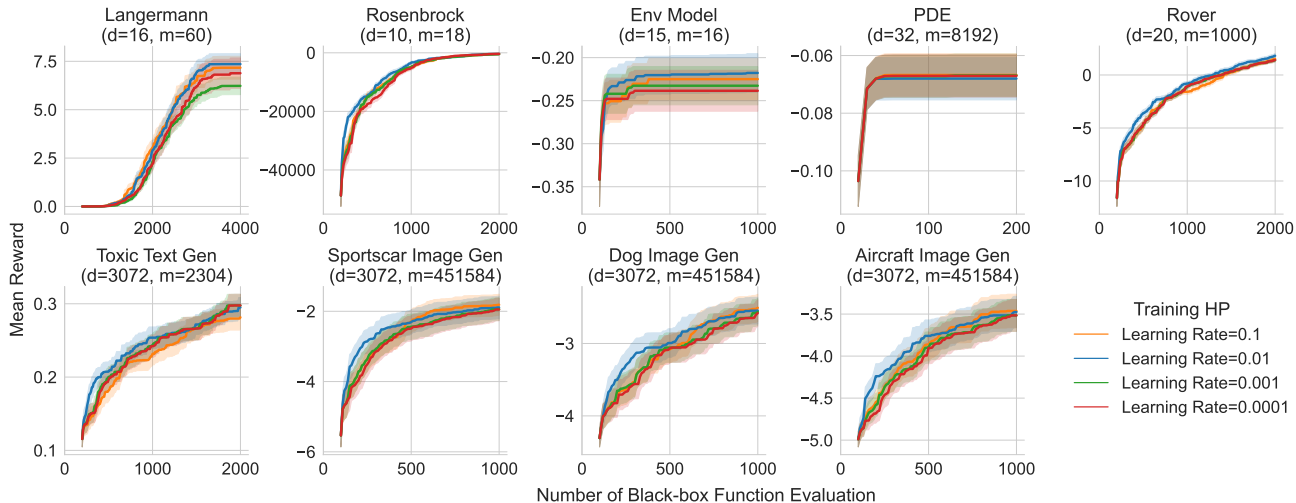 Langermann
(d=16, m=60)
7.5
5.0
2.5
0.0
0
2000
4000
Rosenbrock
(d=10, m=18)
0
−20000
−40000
0
1000
2000
Env Model
(d=15, m=16)
−0.20
−0.25
−0.30
−0.35
0
500
1000
PDE
(d=32, m=8192)
−0.06
−0.08
−0.10
0
100
200
Rover
(d=20, m=1000)
0
−5
−10
0
1000
2000
Mean Reward
Toxic Text Gen
(d=3072, m=2304)
0.3
0.2
0.1
0
1000
2000
Sportscar Image Gen
(d=3072, m=451584)
−2
−4
−6
0
500
1000
Dog Image Gen
(d=3072, m=451584)
−3
−4
0
500
1000
Aircraft Image Gen
(d=3072, m=451584)
−3.5
−4.0
−4.5
−5.0
0
500
1000
Training HP
Learning Rate=0.1
Learning Rate=0.01
Learning Rate=0.001
Learning Rate=0.0001
Number of Black-box Function Evaluation